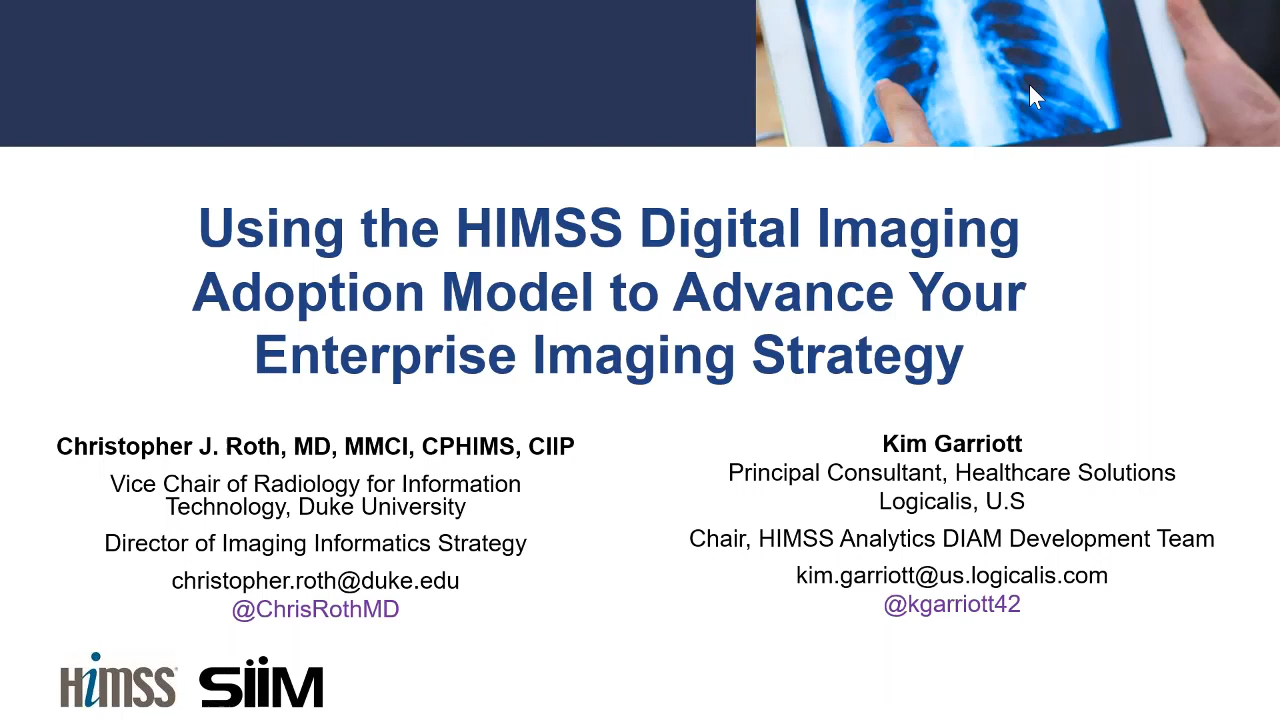 Using the HIMSS Digital Imaging
Adoption Model to Advance Your
Enterprise Imaging Strategy
Christopher J. Roth, MD, MMCI, CPHIMS, CIIP
Vice Chair of Radiology for Information
Technology, Duke University
Director of Imaging Informatics Strategy
christopher.roth@duke.edu
@ChrisRothMD
Kim Garriott
Principal Consultant, Healthcare Solutions
Logicalis, U.S
Chair, HIMSS Analytics DIAM Development Team
kim.garriott@us.logicalis.com
@kgarriott42
HiMSS
SiiM